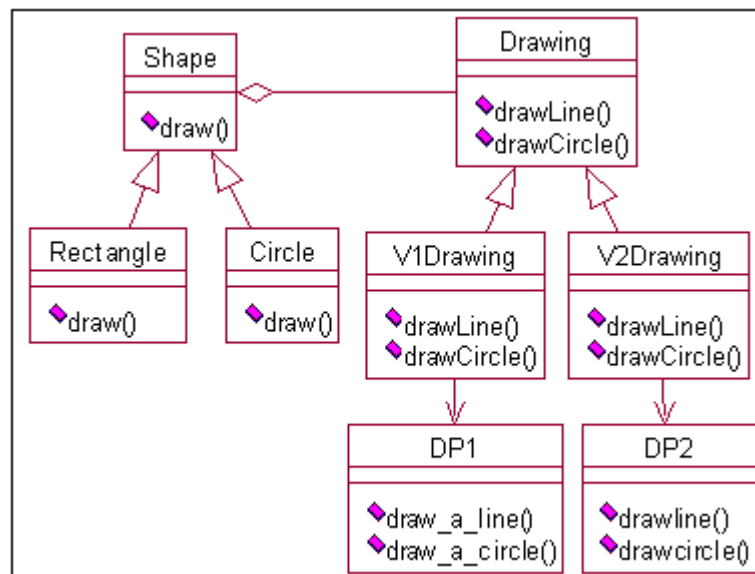 Shape
draw()
Drawing
drawLine()
drawCircle()
Rectangle
draw()
Circle
draw()
V1Drawing
drawLine()
drawCircle()
V2Drawing
drawLine()
drawCircle()
DP1
draw_a_line()
draw_a_circle()
DP2
drawline()
drawcircle()